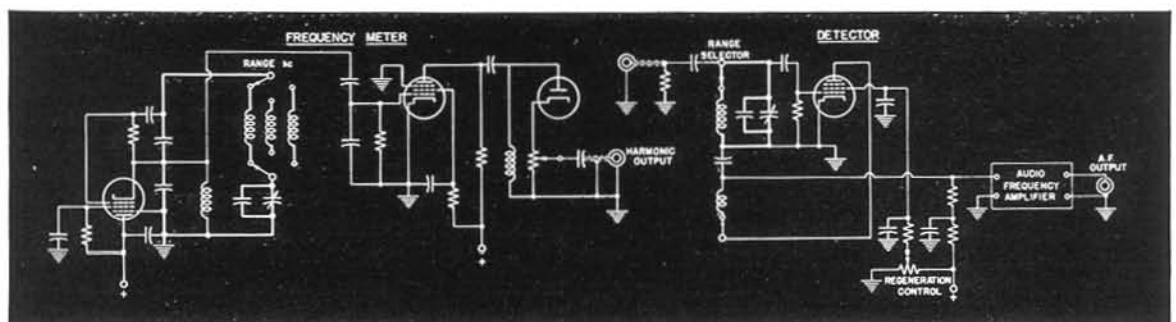 FREQUENCY METER
RANGE kc
HARMONIC
OUTPUT
RANGE
SELECTOR
DETECTOR
AUDIO
FREQUENCY
AMPLIFIER
A.F.
OUTPUT
REGENERATION
CONTROL
+
+
+